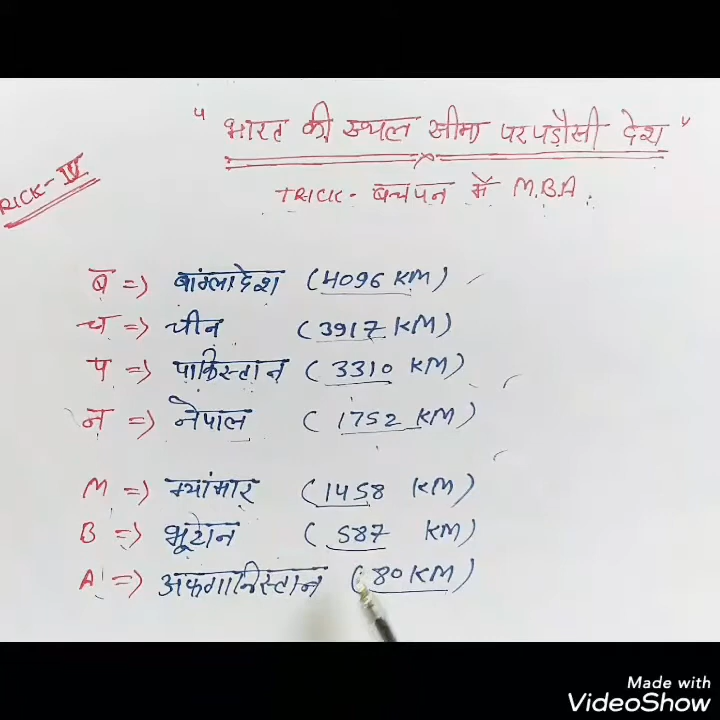 " भारत की स्थल सीमा पर पड़ौसी देश "
TRICK- IV
TRICK- बचपन में M.B.A.
ब => बांग्लादेश (4096 KM)
च => चीन (3917 KM)
प => पाकिस्तान (3310 KM)
न => नेपाल (1752 KM)
M => म्यांमार (1458 KM)
B => भूटान (587 KM)
A => अफगानिस्तान (80 KM)
Made with
VideoShow